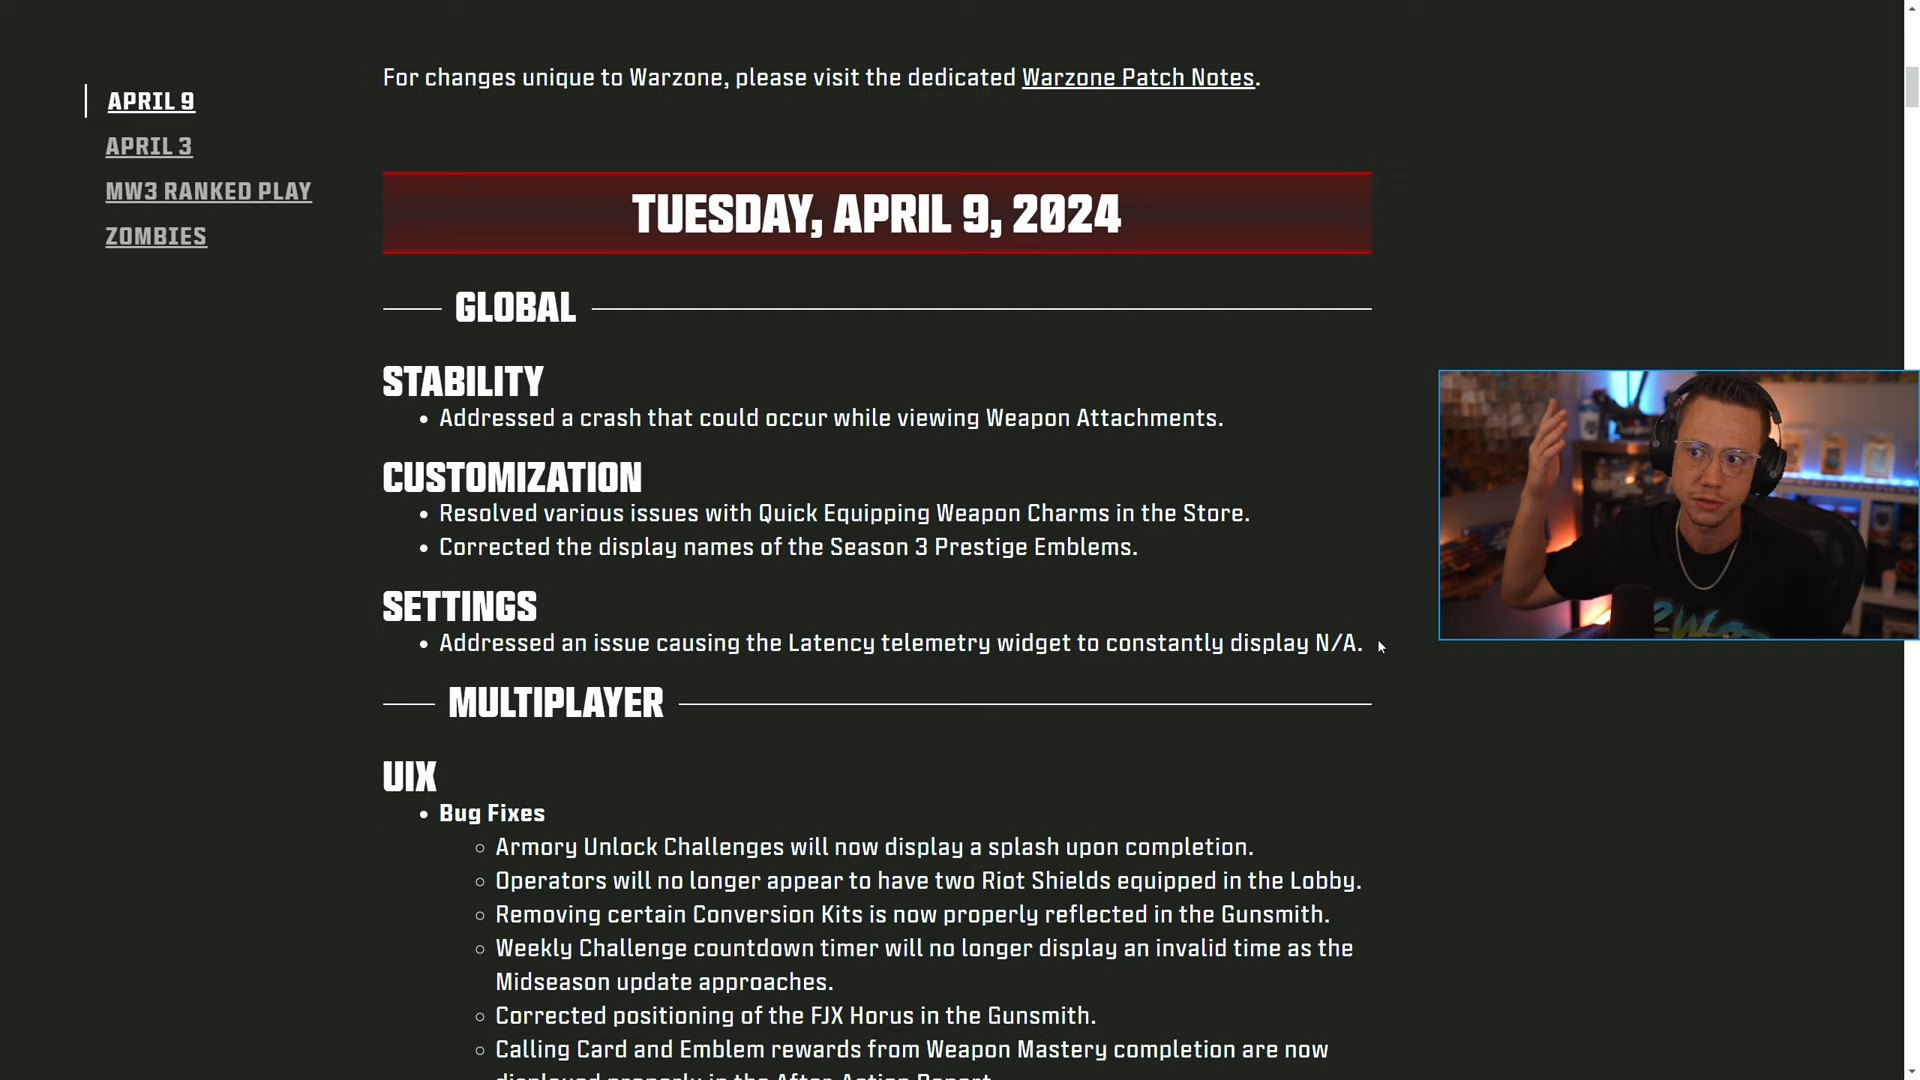 For changes unique to Warzone, please visit the dedicated Warzone Patch Notes.
APRIL 9
APRIL 3
MW3 RANKED PLAY
ZOMBIES
TUESDAY, APRIL 9, 2024
GLOBAL
STABILITY
• Addressed a crash that could occur while viewing Weapon Attachments.
CUSTOMIZATION
• Resolved various issues with Quick Equipping Weapon Charms in the Store.
• Corrected the display names of the Season 3 Prestige Emblems.
SETTINGS
• Addressed an issue causing the Latency telemetry widget to constantly display N/A.
MULTIPLAYER
UIX
• Bug Fixes
○ Armory Unlock Challenges will now display a splash upon completion.
○ Operators will no longer appear to have two Riot Shields equipped in the Lobby.
○ Removing certain Conversion Kits is now properly reflected in the Gunsmith.
○ Weekly Challenge countdown timer will no longer display an invalid time as the
Midseason update approaches.
○ Corrected positioning of the FJX Horus in the Gunsmith.
○ Calling Card and Emblem rewards from Weapon Mastery completion are now
displayed properly in the After Action Report.